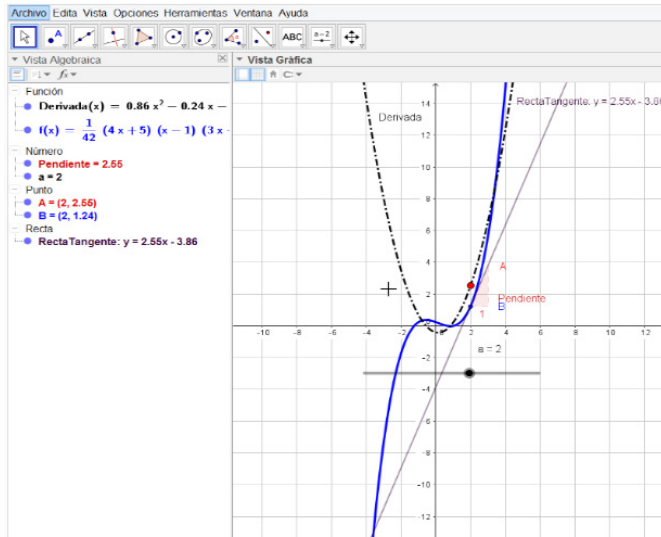 Archivo Edita Vista Opciones Herramientas Ventana Ayuda
ABC
a=2
Vista Algebraica
Vista Gráfica
Función
Derivada(x) = 0.86 x² − 0.24 x −
f(x) = 1/42 (4 x + 5) (x − 1) (3 x -
Número
Pendiente = 2.55
a = 2
Punto
A = (2, 2.55)
B = (2, 1.24)
Recta
RectaTangente: y = 2.55x - 3.86
RectaTangente: y = 2.55x - 3.86
Derivada
A
Pendiente
B
1
a = 2
14
12
10
8
6
4
2
0
-2
-4
-6
-8
-10
-12
-10 -8 -6 -4 -2 2 4 6 8 10 12